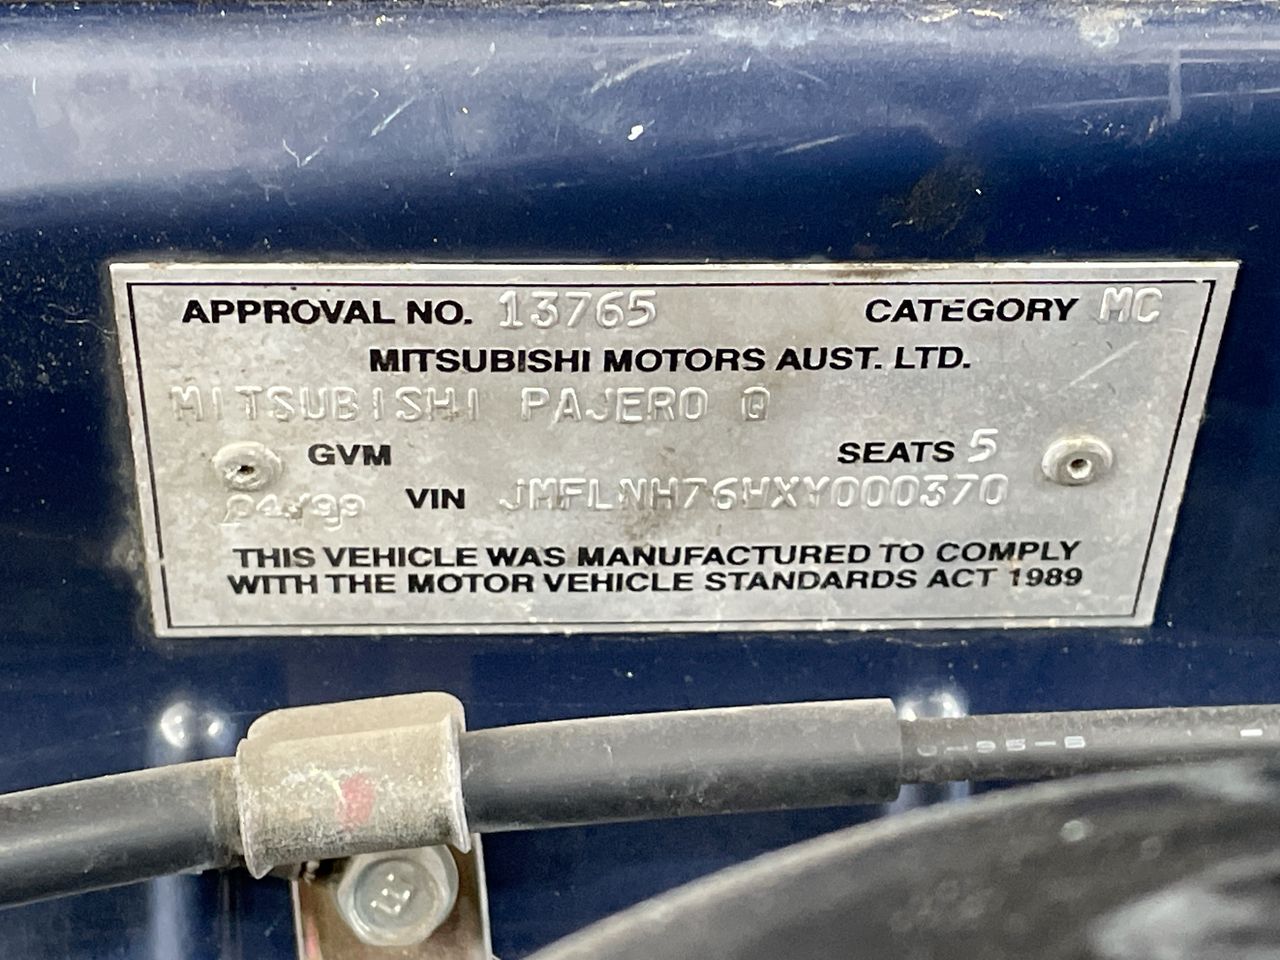 APPROVAL NO. 13765 CATEGORY MC
MITSUBISHI MOTORS AUST. LTD.
MITSUBISHI PAJERO Q
GVM SEATS 5
04/99 VIN JMFLNH76WXY000370
THIS VEHICLE WAS MANUFACTURED TO COMPLY
WITH THE MOTOR VEHICLE STANDARDS ACT 1989